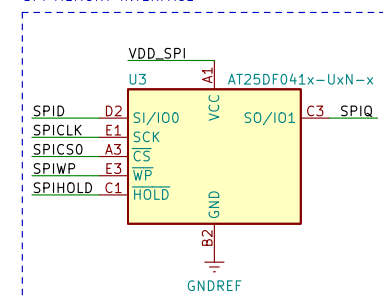 VDD_SPI
U3
AT25DF041x-UxN-x
A1
VCC
SPID D2 SI/IO0
SO/IO1 C3 SPIQ
SPICLK E1 SCK
SPICS0 A3 CS
SPIWP E3 WP
SPIHOLD C1 HOLD
GND
B2
GNDREF